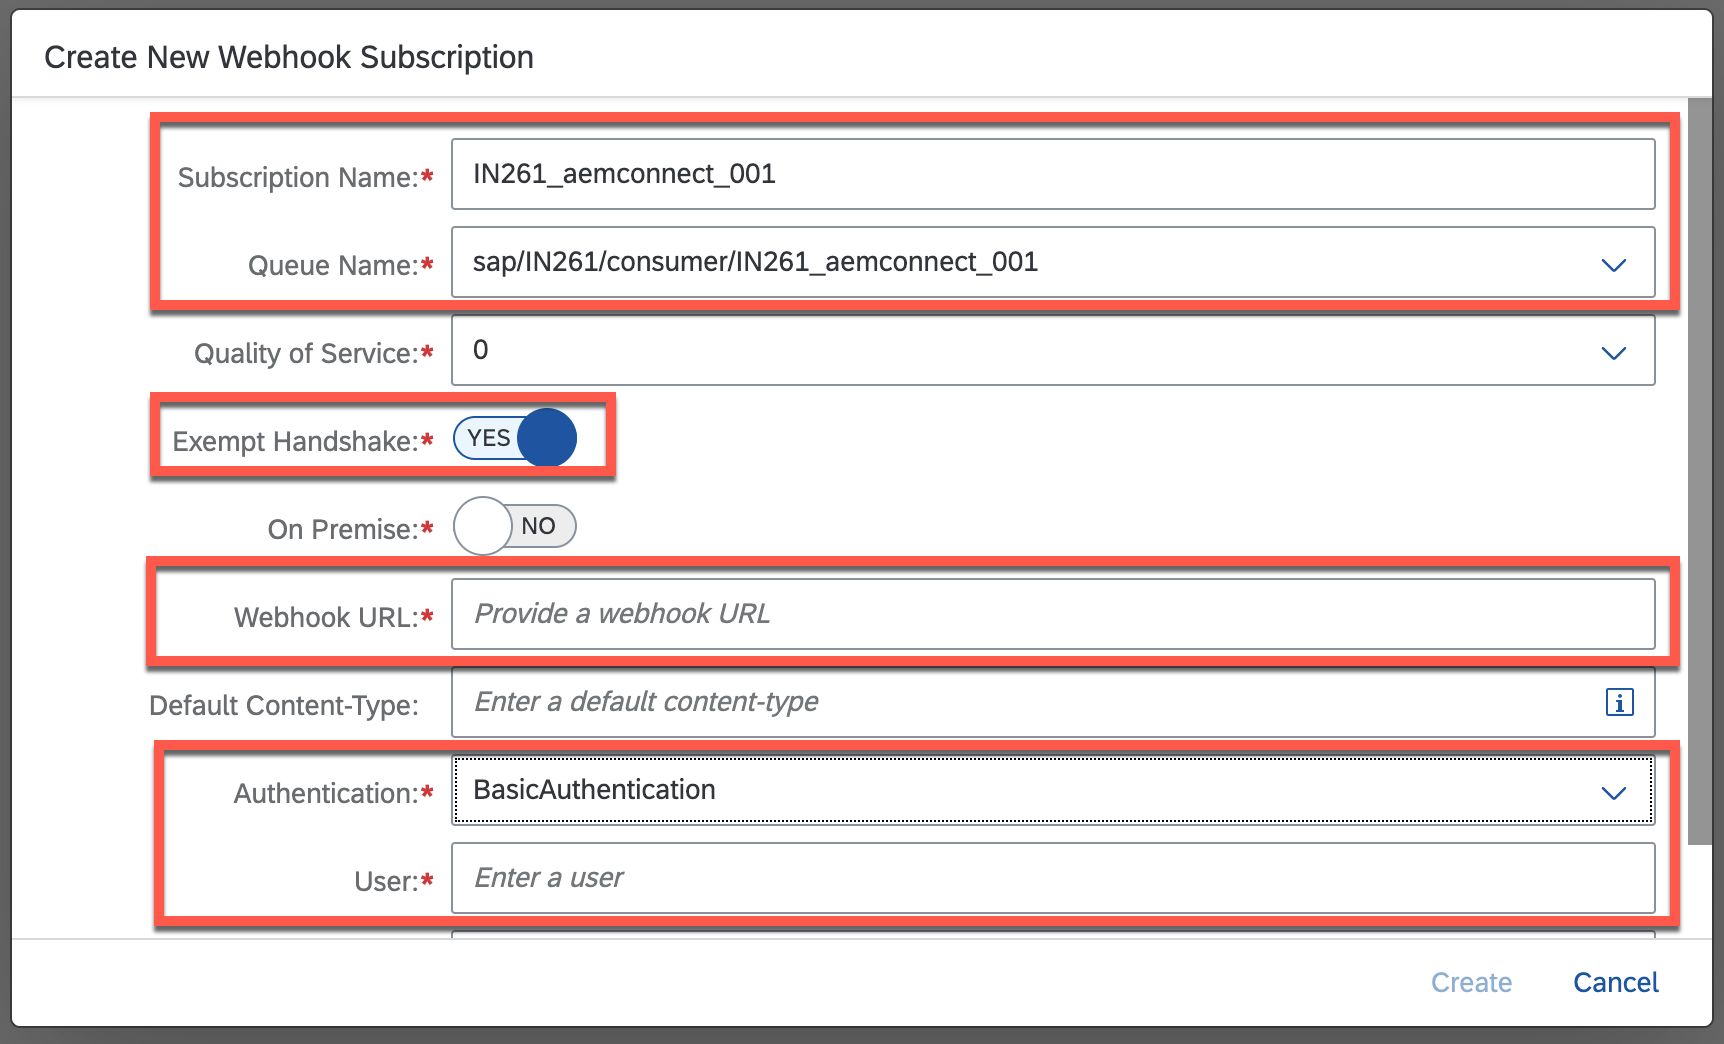 Create New Webhook Subscription
Subscription Name:* IN261_aemconnect_001
Queue Name:* sap/IN261/consumer/IN261_aemconnect_001
Quality of Service:* 0
Exempt Handshake:* YES
On Premise:* NO
Webhook URL:* Provide a webhook URL
Default Content-Type: Enter a default content-type
Authentication:* BasicAuthentication
User:* Enter a user
Create Cancel